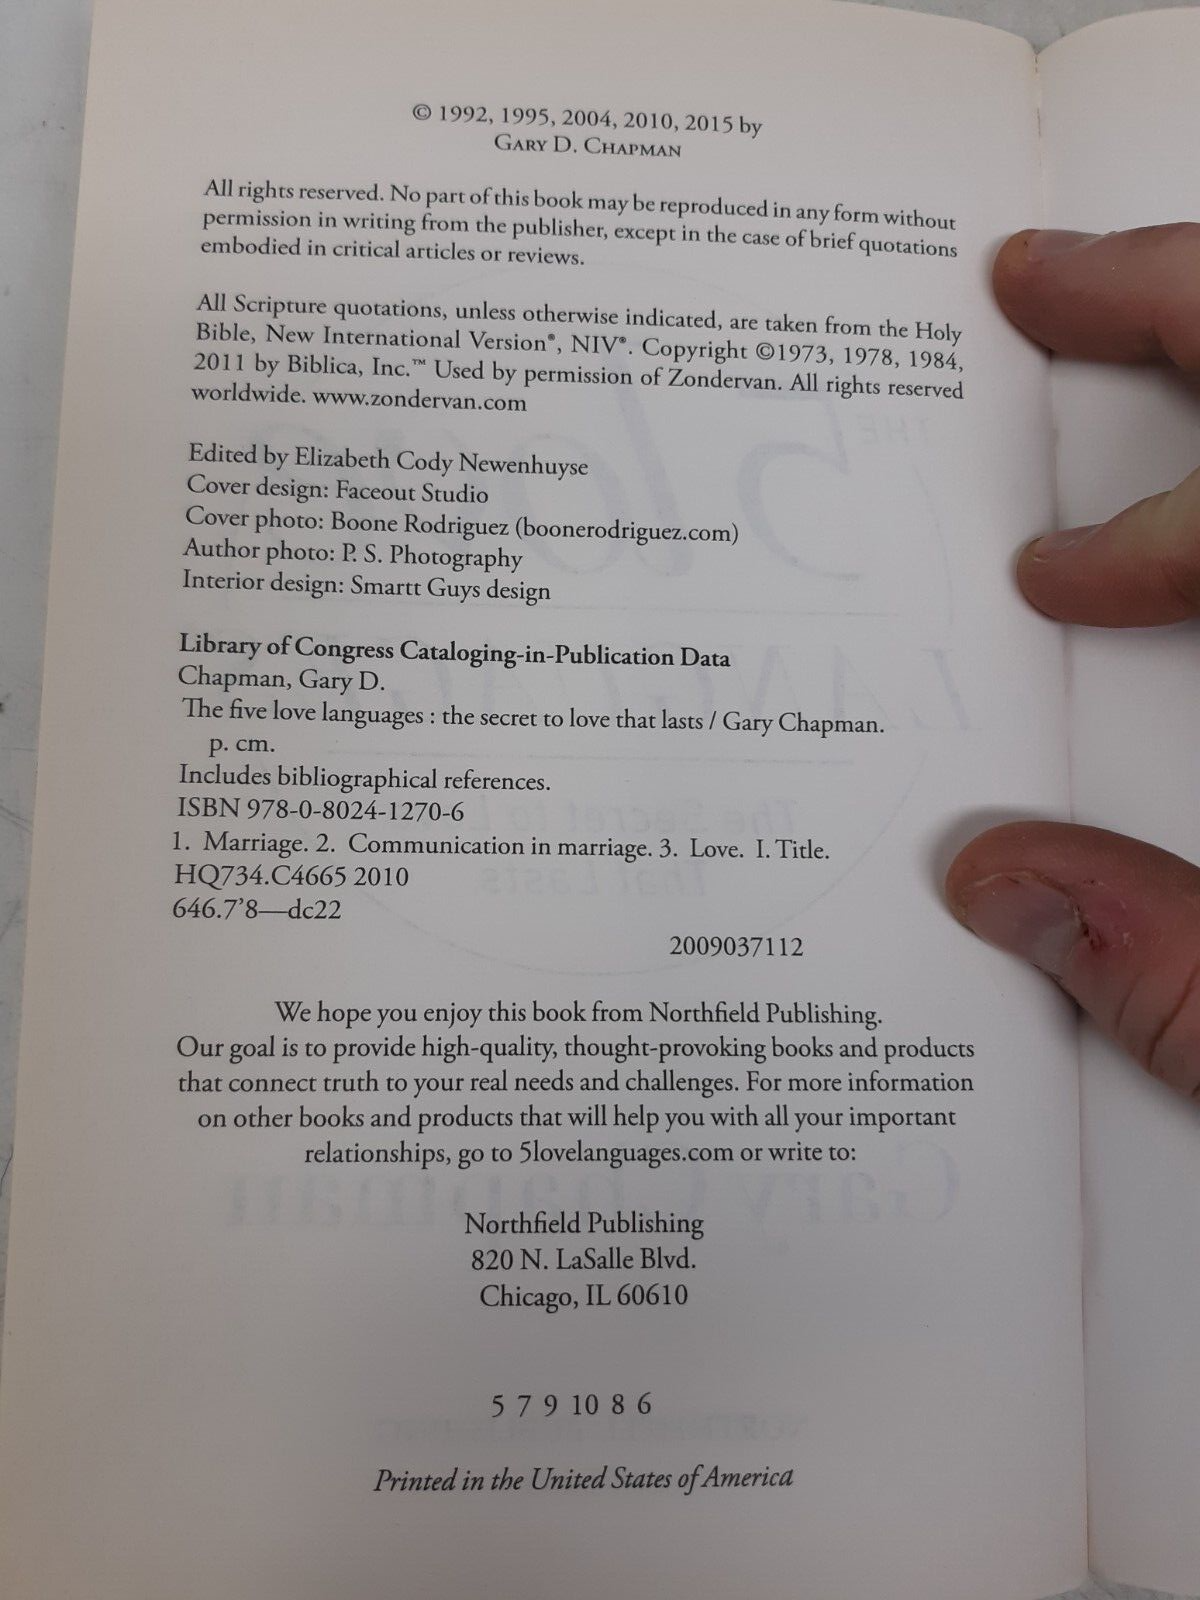 © 1992, 1995, 2004, 2010, 2015 by
GARY D. CHAPMAN
All rights reserved. No part of this book may be reproduced in any form without
permission in writing from the publisher, except in the case of brief quotations
embodied in critical articles or reviews.
All Scripture quotations, unless otherwise indicated, are taken from the Holy
Bible, New International Version®, NIV®. Copyright ©1973, 1978, 1984,
2011 by Biblica, Inc.™ Used by permission of Zondervan. All rights reserved
worldwide. www.zondervan.com
Edited by Elizabeth Cody Newenhuyse
Cover design: Faceout Studio
Cover photo: Boone Rodriguez (boonerodriguez.com)
Author photo: P. S. Photography
Interior design: Smartt Guys design
Library of Congress Cataloging-in-Publication Data
Chapman, Gary D.
The five love languages : the secret to love that lasts / Gary Chapman.
p. cm.
Includes bibliographical references.
ISBN 978-0-8024-1270-6
1. Marriage. 2. Communication in marriage. 3. Love. I. Title.
HQ734.C4665 2010
646.7’8—dc22
2009037112
We hope you enjoy this book from Northfield Publishing.
Our goal is to provide high-quality, thought-provoking books and products
that connect truth to your real needs and challenges. For more information
on other books and products that will help you with all your important
relationships, go to 5lovelanguages.com or write to:
Northfield Publishing
820 N. LaSalle Blvd.
Chicago, IL 60610
5 7 9 10 8 6
Printed in the United States of America